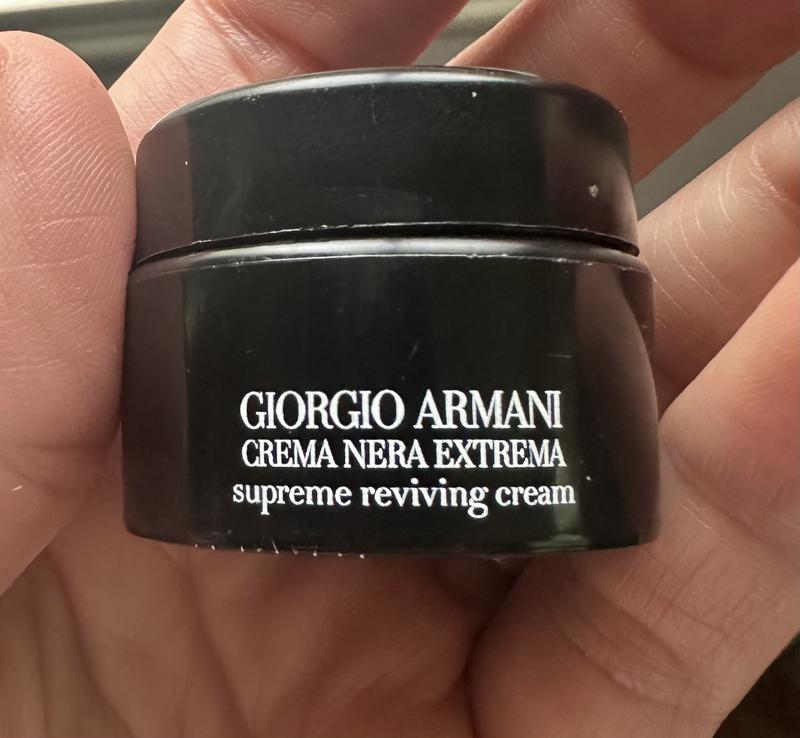 GIORGIO ARMANI
CREMA NERA EXTREMA
supreme reviving cream